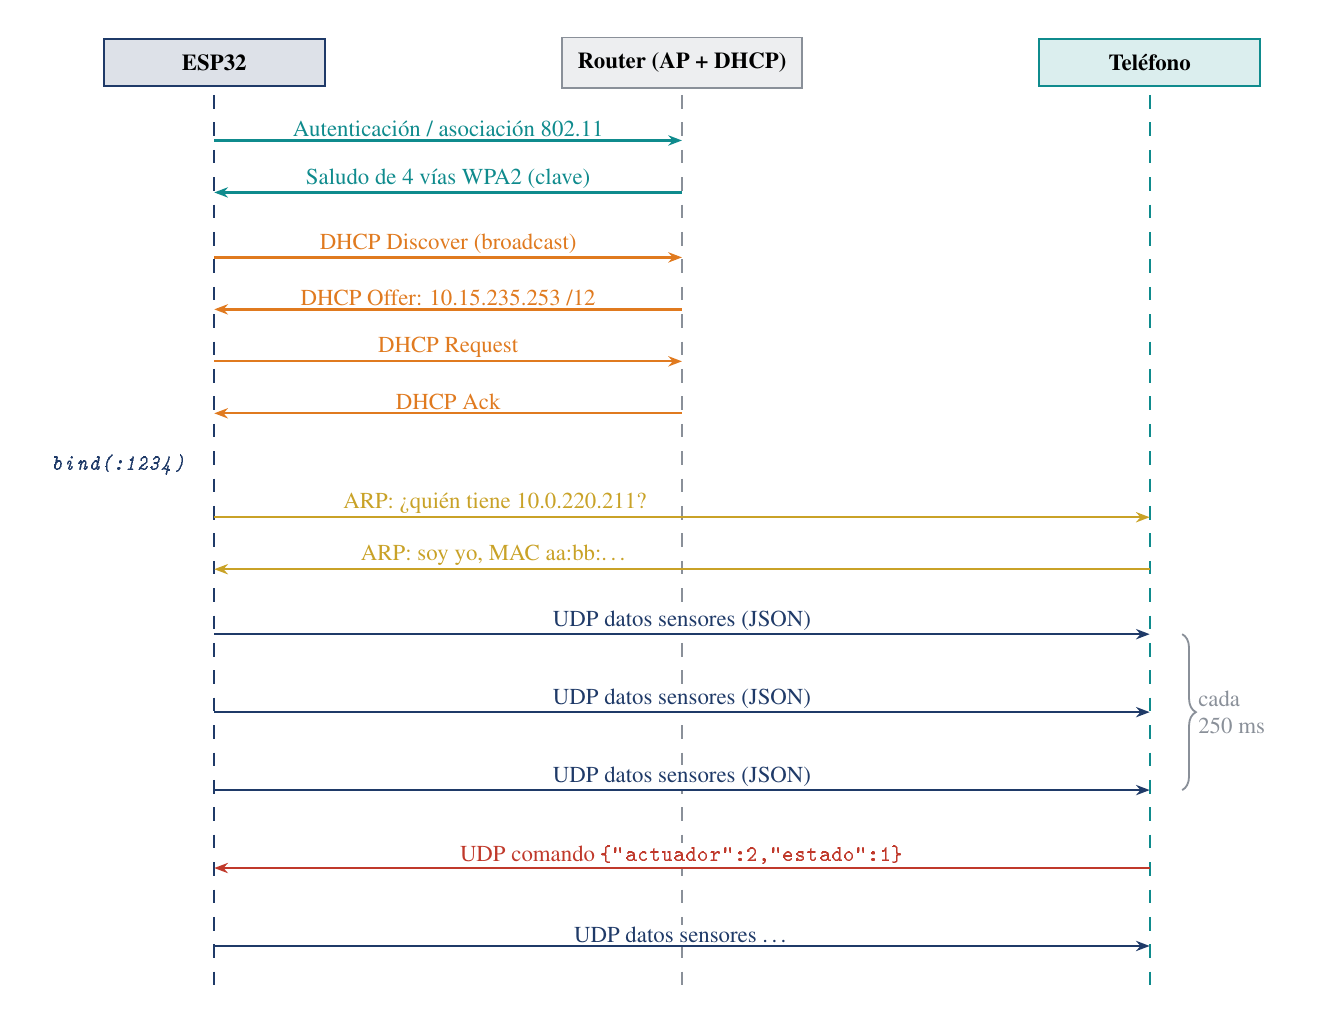 ESP32
Router (AP + DHCP)
Teléfono
Autenticación / asociación 802.11
Saludo de 4 vías WPA2 (clave)
DHCP Discover (broadcast)
DHCP Offer: 10.15.235.253 /12
DHCP Request
DHCP Ack
bind(:1234)
ARP: ¿quién tiene 10.0.220.211?
ARP: soy yo, MAC aa:bb:...
UDP datos sensores (JSON)
UDP datos sensores (JSON)
cada
250 ms
UDP datos sensores (JSON)
UDP comando {"actuador":2,"estado":1}
UDP datos sensores ...